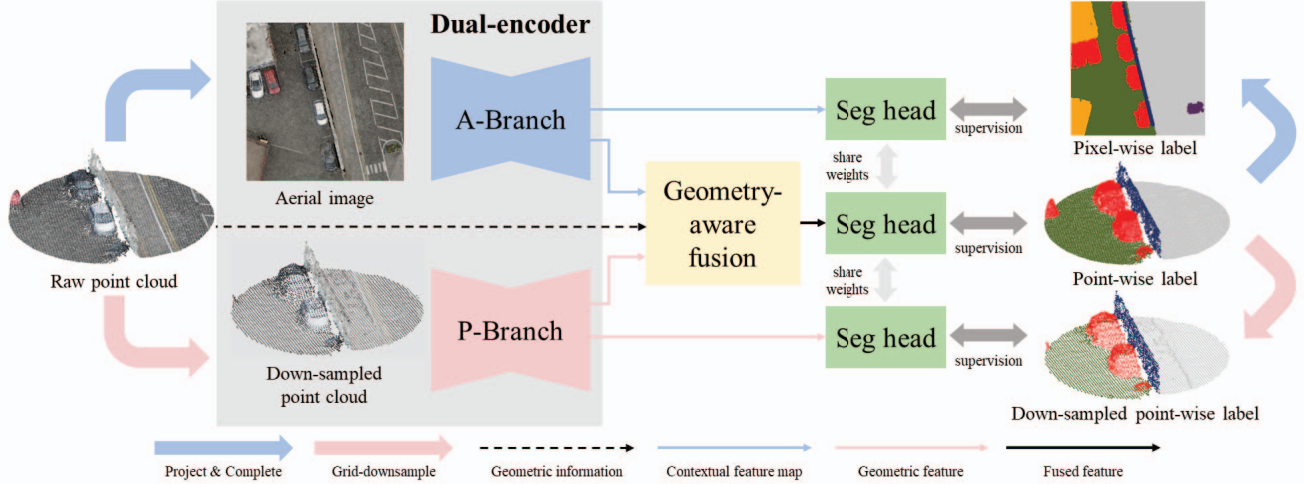 Dual-encoder
A-Branch
Aerial image
Raw point cloud
Geometry-
aware
fusion
P-Branch
Down-sampled
point cloud
Seg head
supervision
Pixel-wise label
share
weights
Seg head
supervision
Point-wise label
share
weights
Seg head
supervision
Down-sampled point-wise label
Project & Complete
Grid-downsample
Geometric information
Contextual feature map
Geometric feature
Fused feature